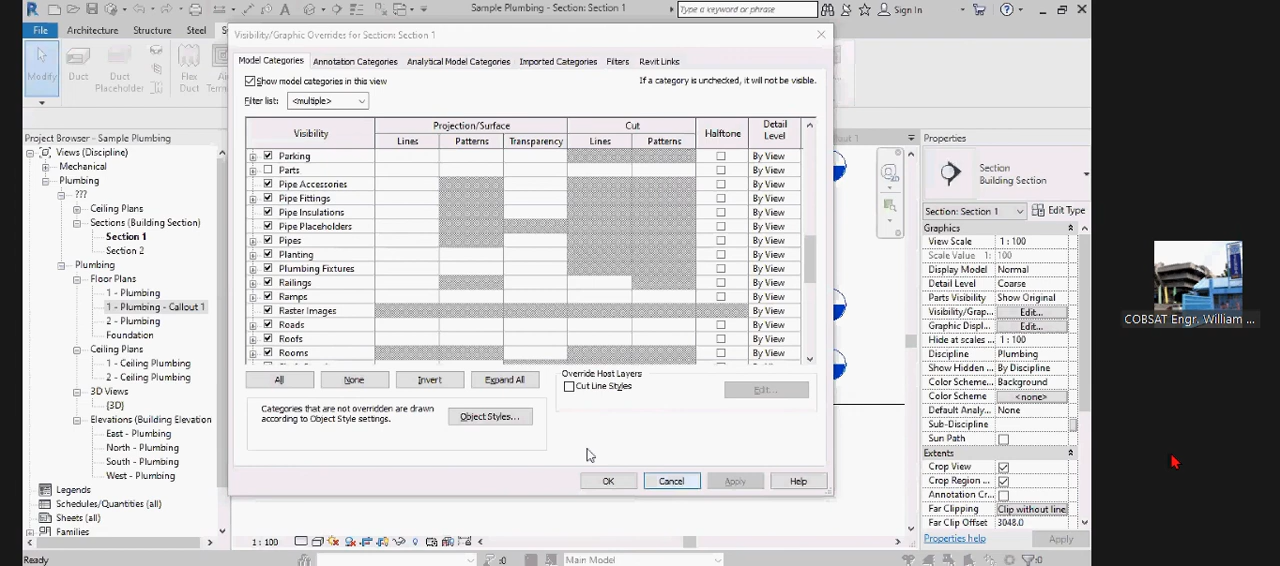 Sample Plumbing - Section: Section 1
Type a keyword or phrase
Sign In
File
Architecture
Structure
Steel
Modify
Duct
Duct Placeholder
Flex Duct
Visibility/Graphic Overrides for Section: Section 1
Model Categories
Annotation Categories
Analytical Model Categories
Imported Categories
Filters
Revit Links
Show model categories in this view
If a category is unchecked, it will not be visible.
Filter list:
<multiple>
Visibility
Projection/Surface
Cut
Halftone
Detail Level
Lines
Patterns
Transparency
Lines
Patterns
Parking By View
Parts By View
Pipe Accessories By View
Pipe Fittings By View
Pipe Insulations By View
Pipe Placeholders By View
Pipes By View
Planting By View
Plumbing Fixtures By View
Railings By View
Ramps By View
Raster Images By View
Roads By View
Roofs By View
Rooms By View
All
None
Invert
Expand All
Override Host Layers
Cut Line Styles
Edit...
Categories that are not overridden are drawn
according to Object Style settings.
Object Styles...
OK
Cancel
Apply
Help
Project Browser - Sample Plumbing
Views (Discipline)
Mechanical
Plumbing
???
Ceiling Plans
Sections (Building Section)
Section 1
Section 2
Plumbing
Floor Plans
1 - Plumbing
1 - Plumbing - Callout 1
2 - Plumbing
Foundation
Ceiling Plans
1 - Ceiling Plumbing
2 - Ceiling Plumbing
3D Views
{3D}
Elevations (Building Elevation
East - Plumbing
North - Plumbing
South - Plumbing
West - Plumbing
Legends
Schedules/Quantities (all)
Sheets (all)
Families
Properties
Section
Building Section
Section: Section 1
Edit Type
Graphics
View Scale 1 : 100
Scale Value 1: 100
Display Model Normal
Detail Level Coarse
Parts Visibility Show Original
Visibility/Grap... Edit...
Graphic Displ... Edit...
Hide at scales ... 1 : 100
Discipline Plumbing
Show Hidden ... By Discipline
Color Scheme... Background
Color Scheme <none>
Default Analy... None
Sub-Discipline
Sun Path
Extents
Crop View
Crop Region ...
Annotation Cr...
Far Clipping Clip without line
Far Clip Offset 3048.0
Properties help
Apply
1 : 100
Ready
:0
Main Model
:0
COBSAT Engr. William ...